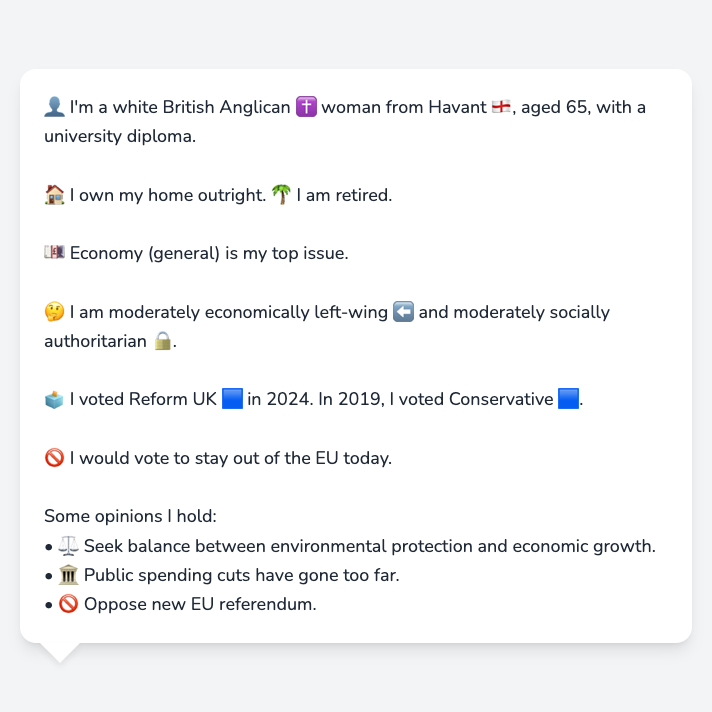 👤 I'm a white British Anglican ✝️ woman from Havant 🏴󠁧󠁢󠁥󠁮󠁧󠁿, aged 65, with a
university diploma.
🏠 I own my home outright. 🌴 I am retired.
💷 Economy (general) is my top issue.
🤔 I am moderately economically left-wing ⬅️ and moderately socially
authoritarian 🔒.
🗳️ I voted Reform UK 🟦 in 2024. In 2019, I voted Conservative 🟦.
🚫 I would vote to stay out of the EU today.
Some opinions I hold:
• ⚖️ Seek balance between environmental protection and economic growth.
• 🏛️ Public spending cuts have gone too far.
• 🚫 Oppose new EU referendum.